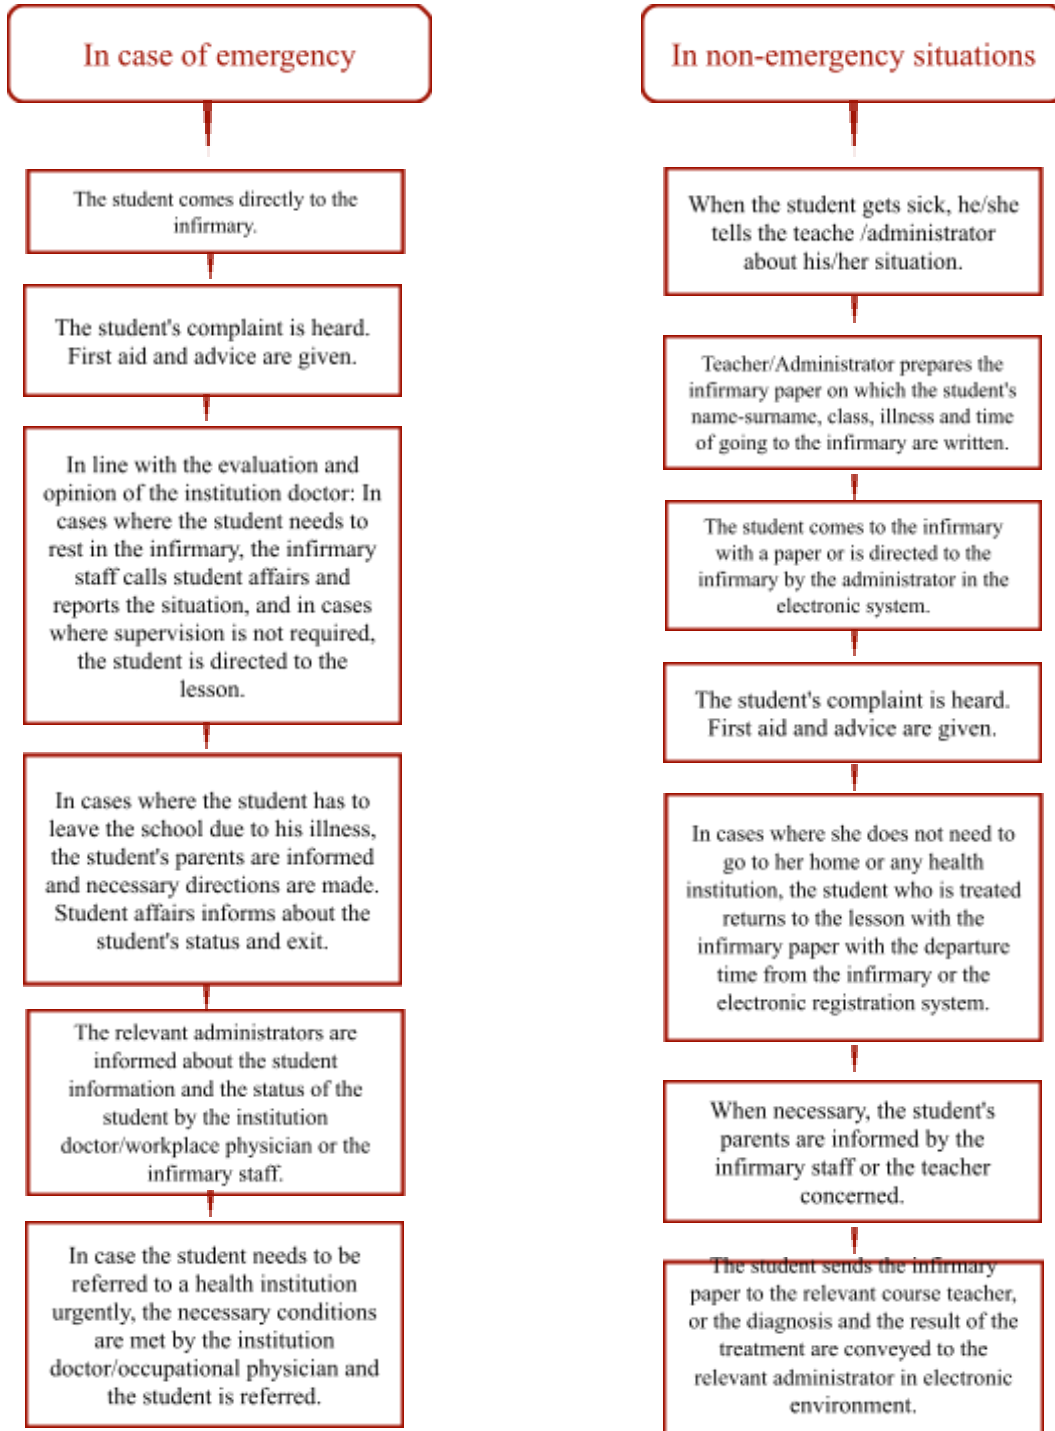 In case of emergency
The student comes directly to the
infirmary.
The student's complaint is heard.
First aid and advice are given.
In line with the evaluation and
opinion of the institution doctor: In
cases where the student needs to
rest in the infirmary, the infirmary
staff calls student affairs and
reports the situation, and in cases
where supervision is not required,
the student is directed to the
lesson.
In cases where the student has to
leave the school due to his illness,
the student's parents are informed
and necessary directions are made.
Student affairs informs about the
student's status and exit.
The relevant administrators are
informed about the student
information and the status of the
student by the institution
doctor/workplace physician or the
infirmary staff.
In case the student needs to be
referred to a health institution
urgently, the necessary conditions
are met by the institution
doctor/occupational physician and
the student is referred.
In non-emergency situations
When the student gets sick, he/she
tells the teache /administrator
about his/her situation.
Teacher/Administrator prepares the
infirmary paper on which the student's
name-surname, class, illness and time
of going to the infirmary are written.
The student comes to the infirmary
with a paper or is directed to the
infirmary by the administrator in the
electronic system.
The student's complaint is heard.
First aid and advice are given.
In cases where she does not need to
go to her home or any health
institution, the student who is treated
returns to the lesson with the
infirmary paper with the departure
time from the infirmary or the
electronic registration system.
When necessary, the student's
parents are informed by the
infirmary staff or the teacher
concerned.
The student sends the infirmary
paper to the relevant course teacher,
or the diagnosis and the result of the
treatment are conveyed to the
relevant administrator in electronic
environment.